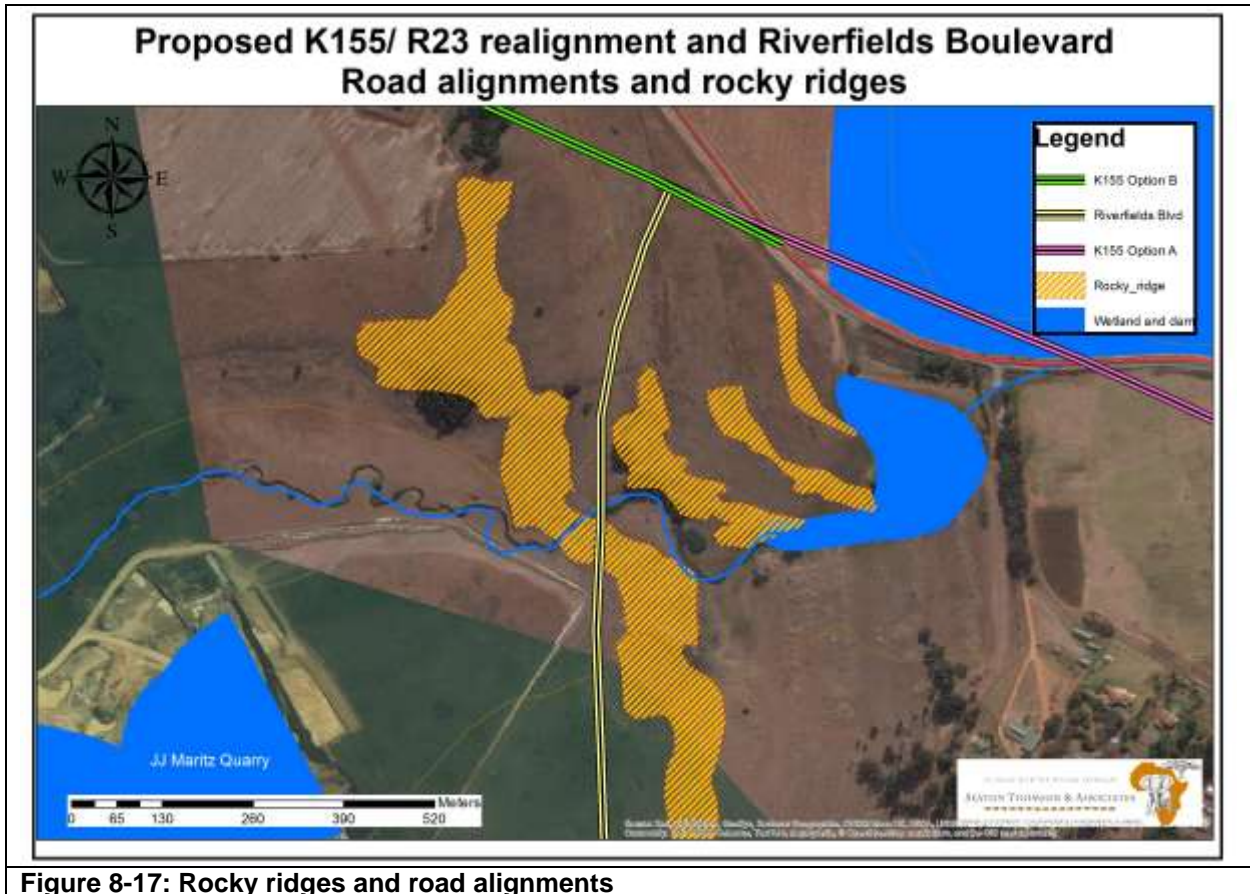 Proposed K155/ R23 realignment and Riverfields Boulevard
Road alignments and rocky ridges
N
W E
S
Legend
K155 Option B
Riverfields Blvd
K155 Option A
Rocky_ridge
Wetland and dam
JJ Maritz Quarry
Meters
0 65 130 260 390 520
& ASSOCIATES
Figure 8-17: Rocky ridges and road alignments